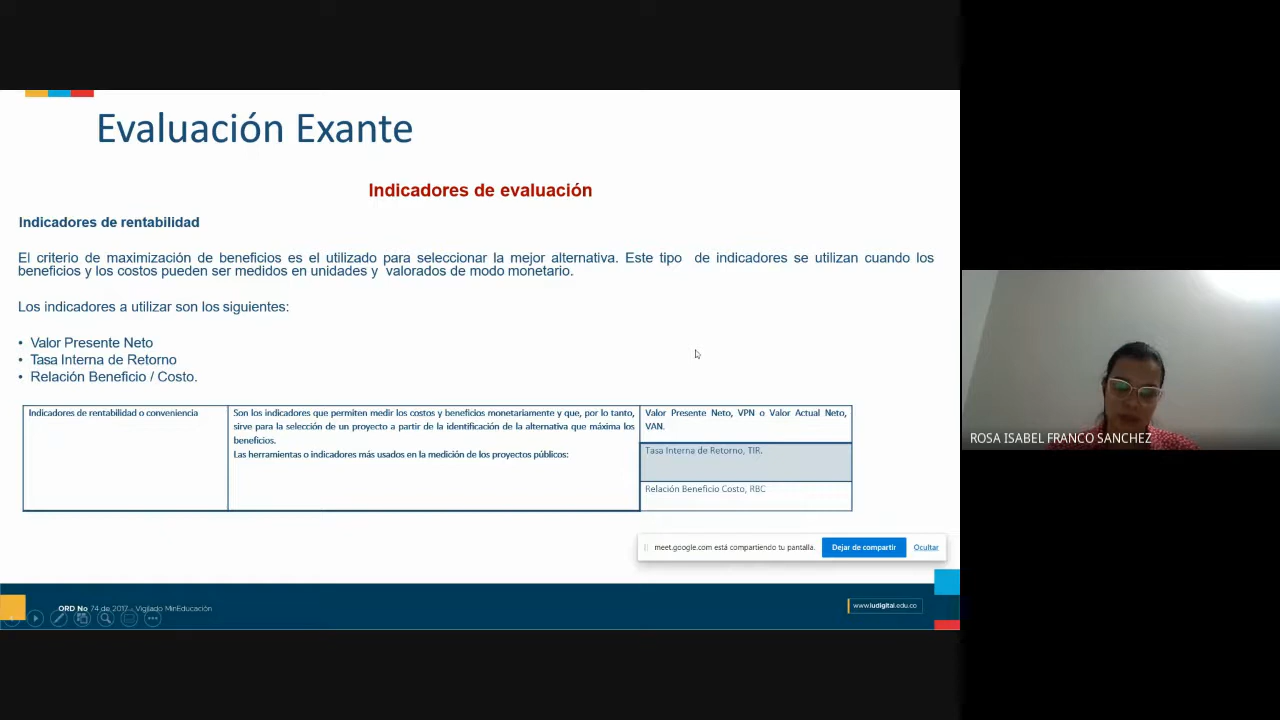 Evaluación Exante
Indicadores de evaluación
Indicadores de rentabilidad
El criterio de maximización de beneficios es el utilizado para seleccionar la mejor alternativa. Este tipo de indicadores se utilizan cuando los
beneficios y los costos pueden ser medidos en unidades y valorados de modo monetario.
Los indicadores a utilizar son los siguientes:
• Valor Presente Neto
• Tasa Interna de Retorno
• Relación Beneficio / Costo.
Indicadores de rentabilidad o conveniencia
Son los indicadores que permiten medir los costos y beneficios monetariamente y que, por lo tanto,
sirve para la selección de un proyecto a partir de la identificación de la alternativa que máxima los
beneficios.
Las herramientas o indicadores más usados en la medición de los proyectos públicos:
Valor Presente Neto, VPN o Valor Actual Neto,
VAN.
Tasa Interna de Retorno, TIR.
Relación Beneficio Costo, RBC
meet.google.com está compartiendo tu pantalla.
Dejar de compartir
Ocultar
ORD No 74 de 2017 - Vigilado MinEducación
www.iudigital.edu.co
ROSA ISABEL FRANCO SANCHEZ